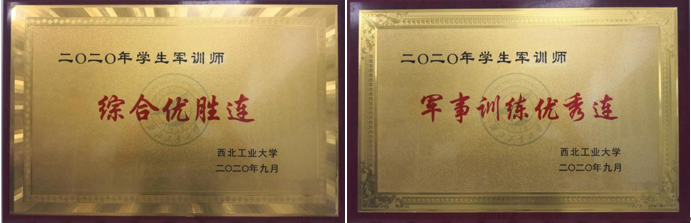 二〇二〇年学生军训师
综合优胜连
西北工业大学
二〇二〇年九月
二〇二〇年学生军训师
军事训练优秀连
西北工业大学
二〇二〇年九月